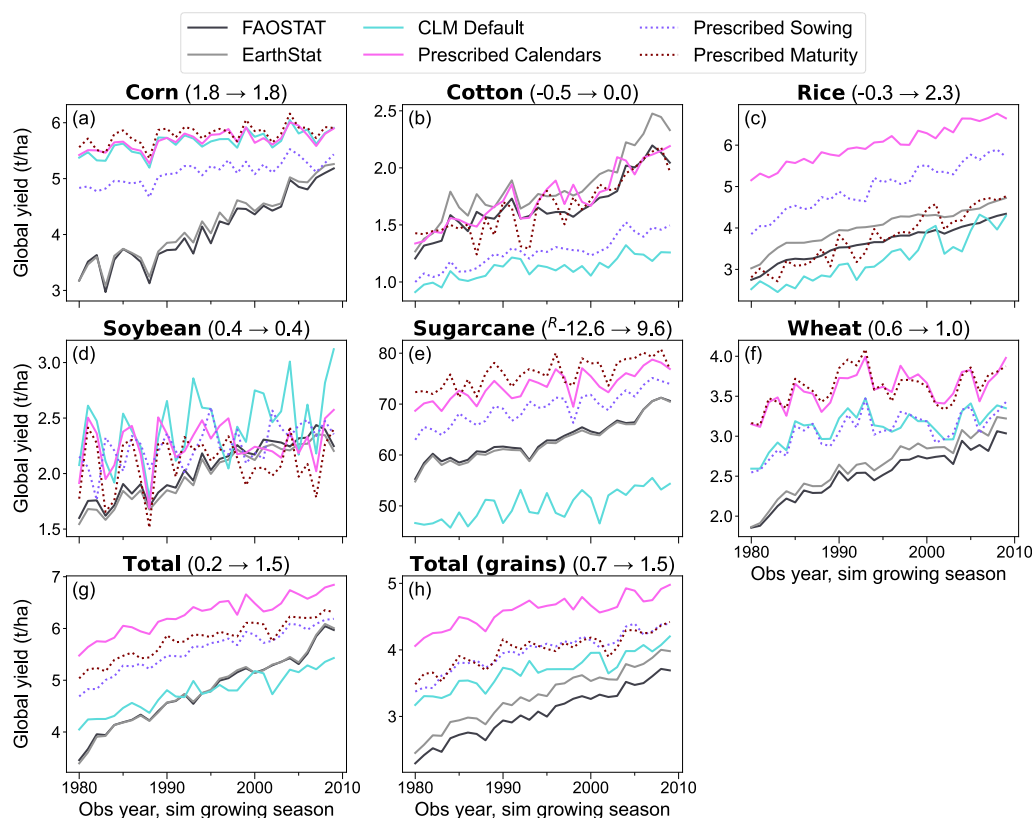 FAOSTAT CLM Default Prescribed Sowing
EarthStat Prescribed Calendars Prescribed Maturity
Corn (1.8 → 1.8) Cotton (-0.5 → 0.0) Rice (-0.3 → 2.3)
(a) (b) (c)
Global yield (t/ha)
6
5
4
3
2.5
2.0
1.5
1.0
6
5
4
3
Soybean (0.4 → 0.4) Sugarcane (ᴿ-12.6 → 9.6) Wheat (0.6 → 1.0)
(d) (e) (f)
Global yield (t/ha)
3.0
2.5
2.0
1.5
80
70
60
50
4.0
3.5
3.0
2.5
2.0
1980 1990 2000 2010
Obs year, sim growing season
Total (0.2 → 1.5) Total (grains) (0.7 → 1.5)
(g) (h)
Global yield (t/ha)
7
6
5
4
5
4
3
1980 1990 2000 2010 1980 1990 2000 2010
Obs year, sim growing season Obs year, sim growing season